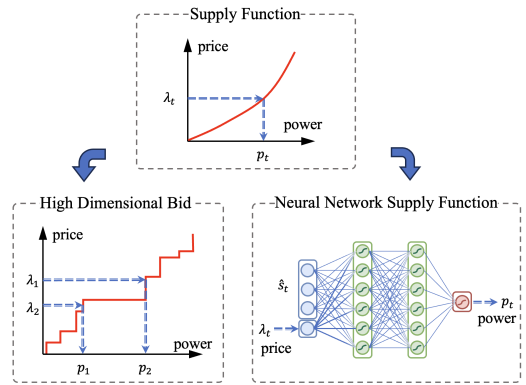 Supply Function
price
λt
power
pt
High Dimensional Bid
price
λ1
λ2
power
p1
p2
Neural Network Supply Function
ŝt
λt
price
pt
power